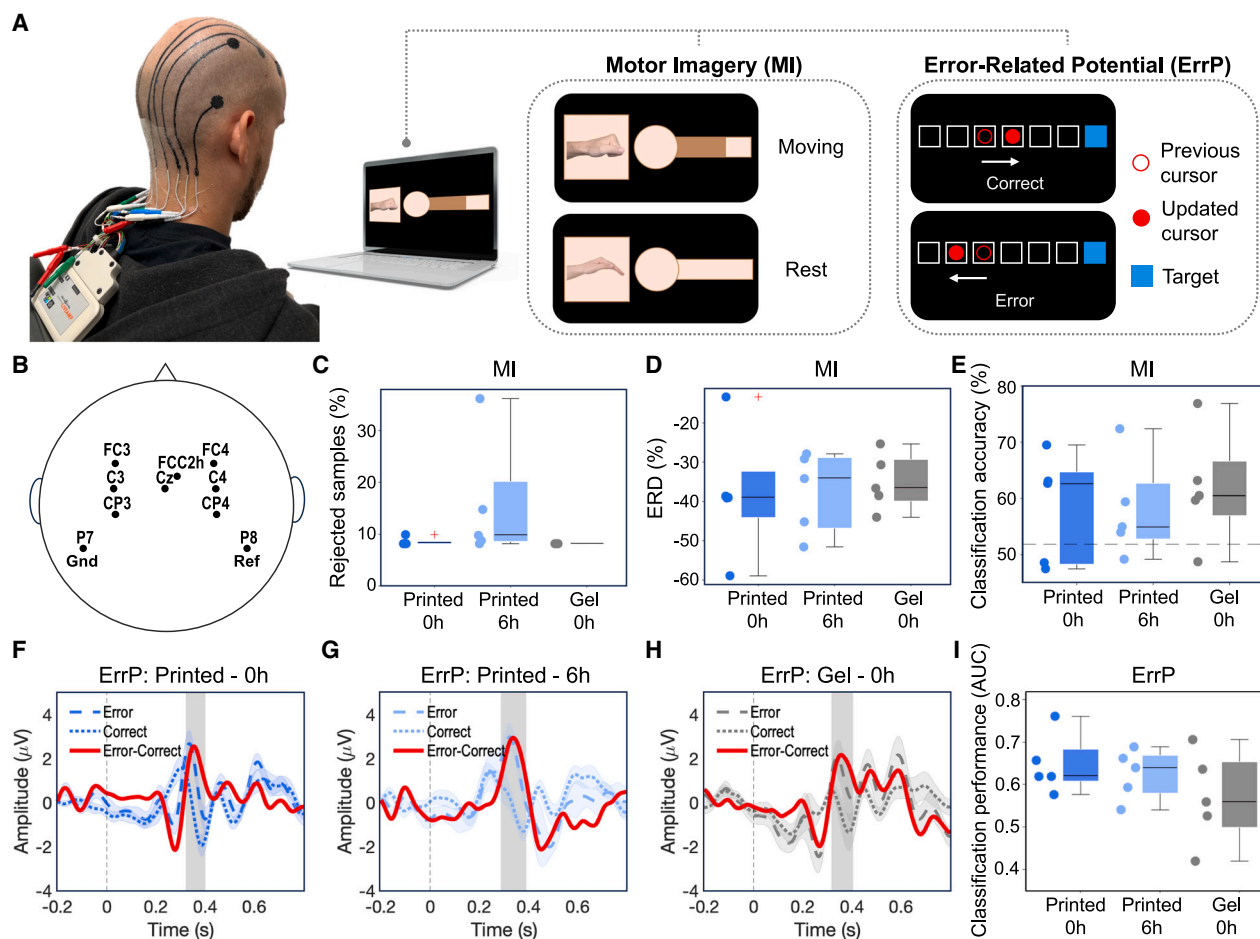 A
Motor Imagery (MI)
Moving
Rest
Error-Related Potential (ErrP)
Correct
Error
Previous
cursor
Updated
cursor
Target
B
FC3
FC4
FCC2h
C3
Cz
C4
CP3
CP4
P7
Gnd
P8
Ref
C
MI
Rejected samples (%)
30
20
10
0
Printed
0h
Printed
6h
Gel
0h
D
MI
ERD (%)
-20
-30
-40
-50
-60
Printed
0h
Printed
6h
Gel
0h
E
MI
Classification accuracy (%)
80
70
60
50
Printed
0h
Printed
6h
Gel
0h
F
ErrP: Printed - 0h
Error
Correct
Error-Correct
Amplitude (μV)
4
2
0
-2
-4
-0.2 0 0.2 0.4 0.6
Time (s)
G
ErrP: Printed - 6h
Error
Correct
Error-Correct
Amplitude (μV)
4
2
0
-2
-4
-0.2 0 0.2 0.4 0.6
Time (s)
H
ErrP: Gel - 0h
Error
Correct
Error-Correct
Amplitude (μV)
4
2
0
-2
-4
-0.2 0 0.2 0.4 0.6
Time (s)
I
ErrP
Classification performance (AUC)
0.8
0.7
0.6
0.5
0.4
Printed
0h
Printed
6h
Gel
0h